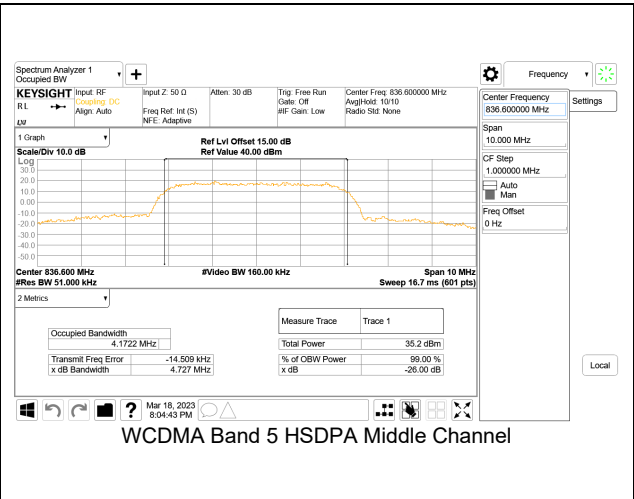 Spectrum Analyzer 1
Occupied BW
KEYSIGHT
R L
Input: RF
Coupling: DC
Align: Auto
Input Z: 50 Ω
Freq Ref: Int (S)
NFE: Adaptive
Atten: 30 dB
Trig: Free Run
Gate: Off
#IF Gain: Low
Center Freq: 836.600000 MHz
Avg|Hold: 10/10
Radio Std: None
1 Graph
Scale/Div 10.0 dB
Ref Lvl Offset 15.00 dB
Ref Value 40.00 dBm
Log
30.0
20.0
10.0
0.00
-10.0
-20.0
-30.0
-40.0
-50.0
Center 836.600 MHz
#Res BW 51.000 kHz
#Video BW 160.00 kHz
Span 10 MHz
Sweep 16.7 ms (601 pts)
2 Metrics
Occupied Bandwidth
4.1722 MHz
Transmit Freq Error -14.509 kHz
x dB Bandwidth 4.727 MHz
Measure Trace Trace 1
Total Power 35.2 dBm
% of OBW Power 99.00 %
x dB -26.00 dB
?
Mar 18, 2023
8:04:43 PM
Frequency
Settings
Center Frequency
836.600000 MHz
Span
10.000 MHz
CF Step
1.000000 MHz
Auto
Man
Freq Offset
0 Hz
Local
WCDMA Band 5 HSDPA Middle Channel